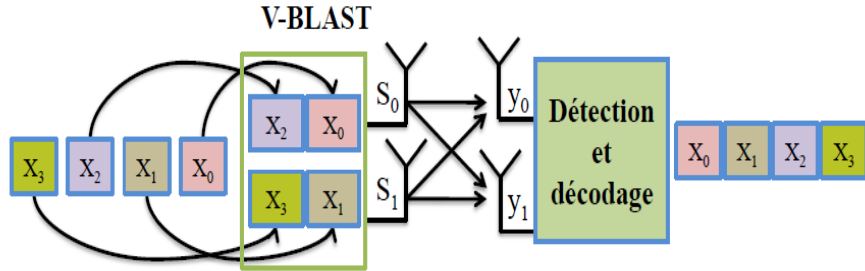 V-BLAST
X₃ X₂ X₁ X₀
X₂ X₀
X₃ X₁
S₀
S₁
y₀
y₁
Détection
et
décodage
X₀ X₁ X₂ X₃